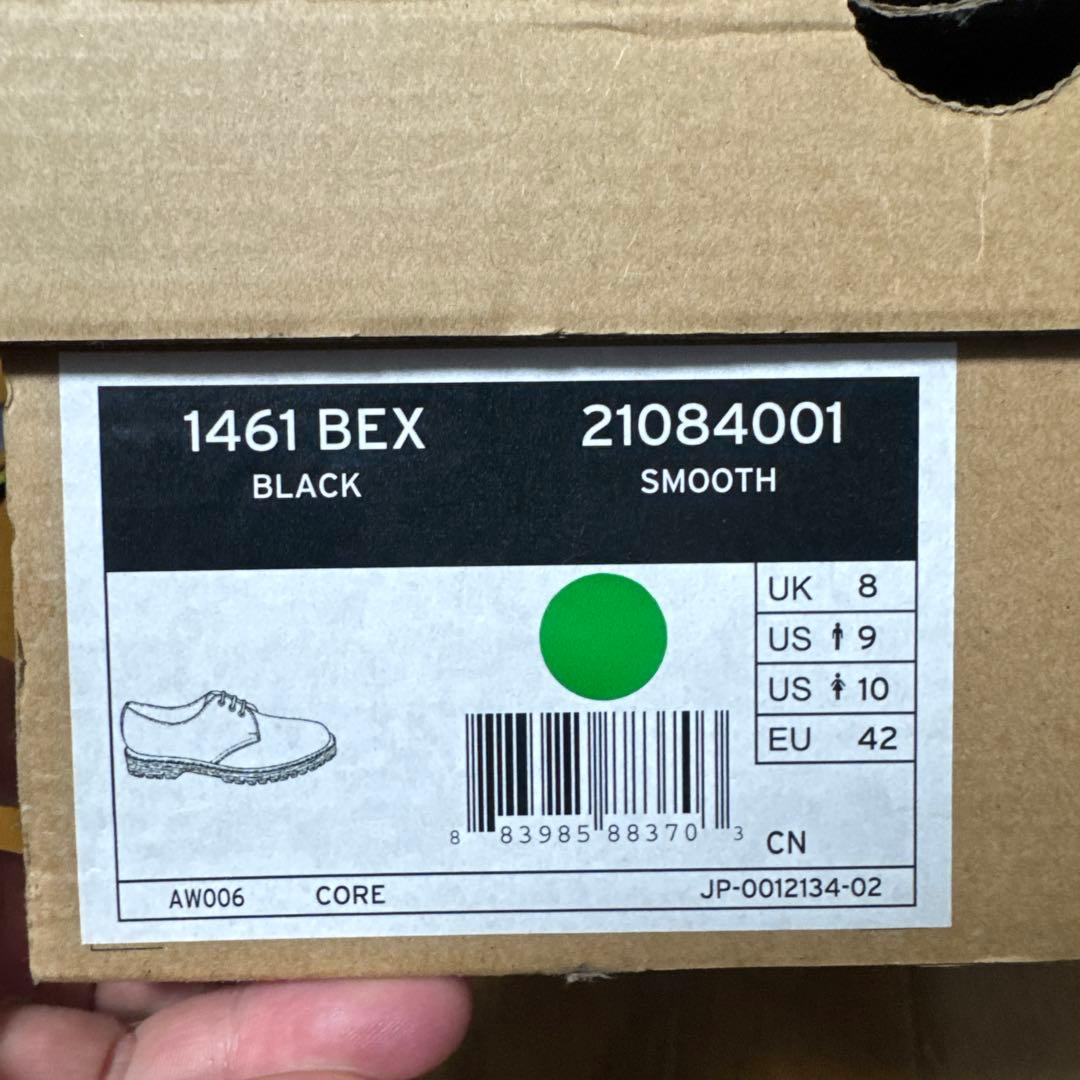 1461 BEX 21084001
BLACK SMOOTH
UK 8
US 9
US 10
EU 42
8 83985 88370 3
CN
AW006 CORE JP-0012134-02